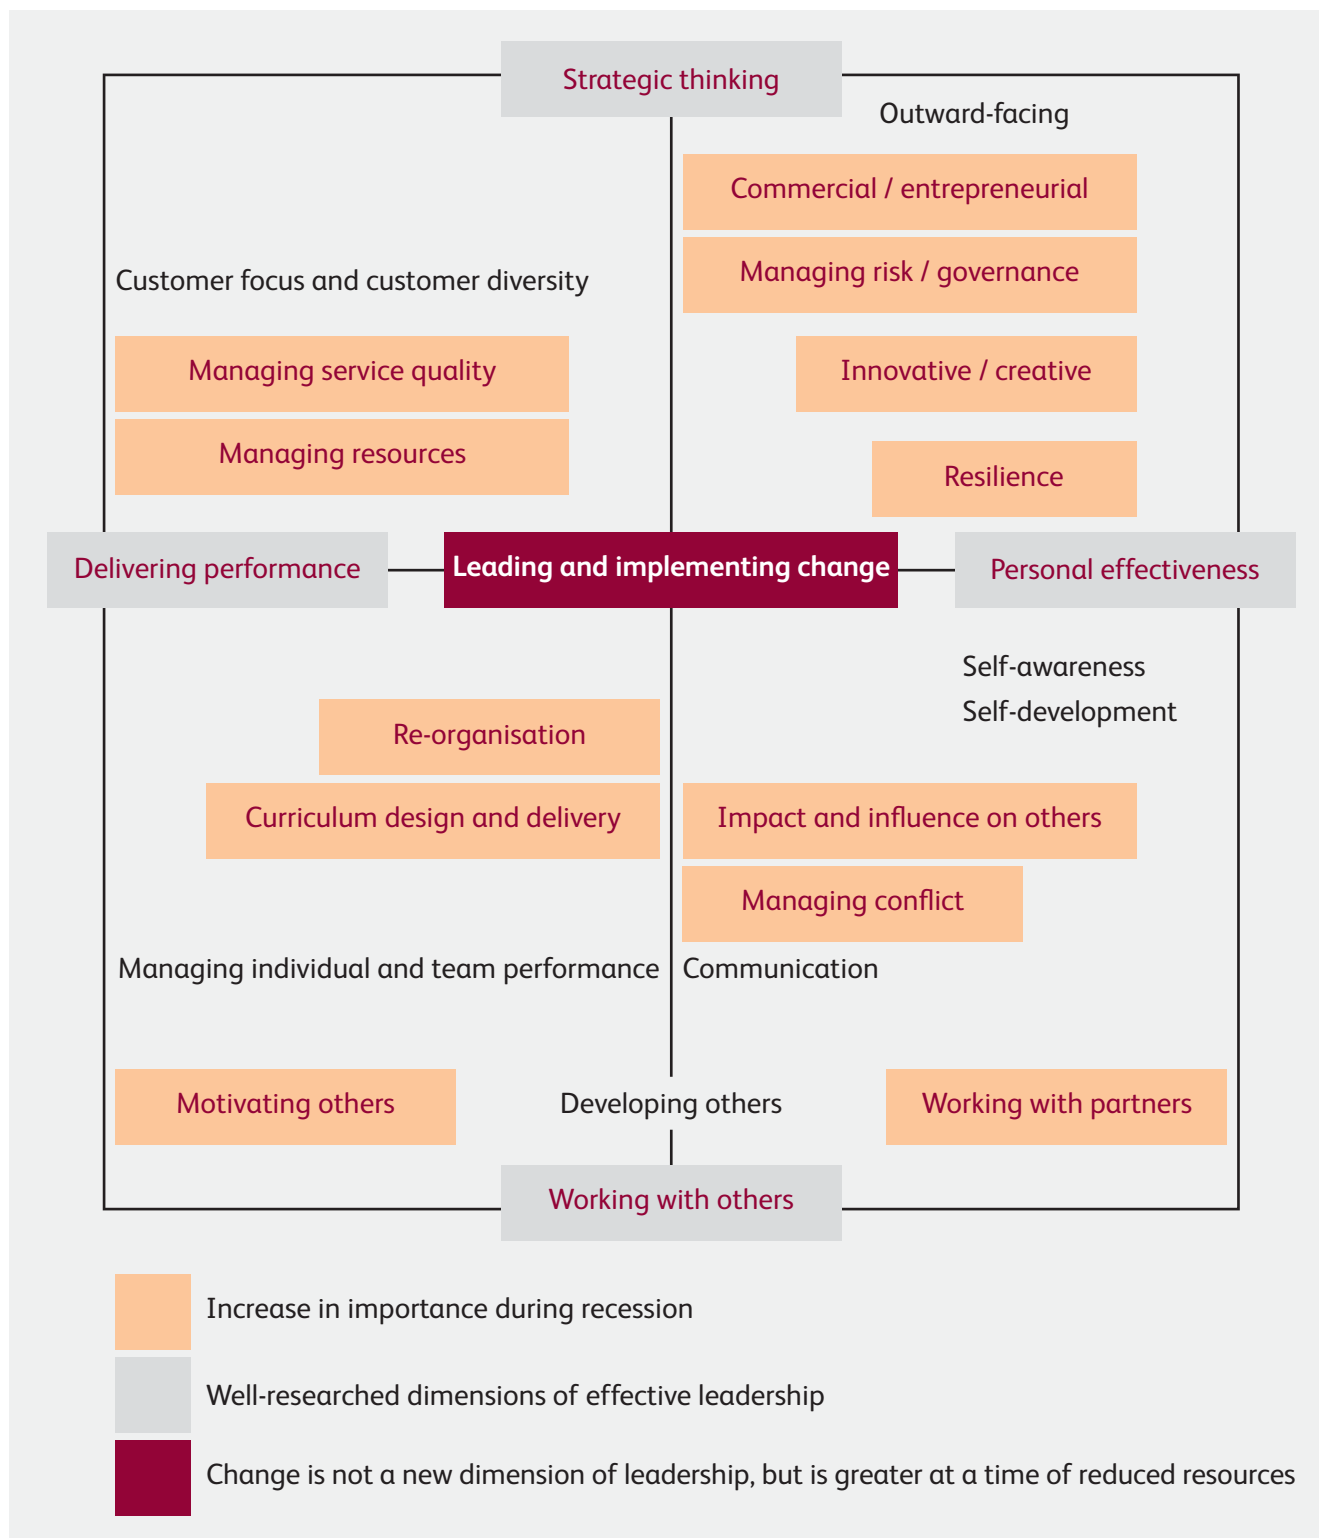 Strategic thinking
Outward-facing
Commercial / entrepreneurial
Managing risk / governance
Customer focus and customer diversity
Managing service quality
Innovative / creative
Managing resources
Resilience
Delivering performance
Leading and implementing change
Personal effectiveness
Self-awareness
Self-development
Re-organisation
Curriculum design and delivery
Impact and influence on others
Managing conflict
Managing individual and team performance
Communication
Motivating others
Developing others
Working with partners
Working with others
Increase in importance during recession
Well-researched dimensions of effective leadership
Change is not a new dimension of leadership, but is greater at a time of reduced resources